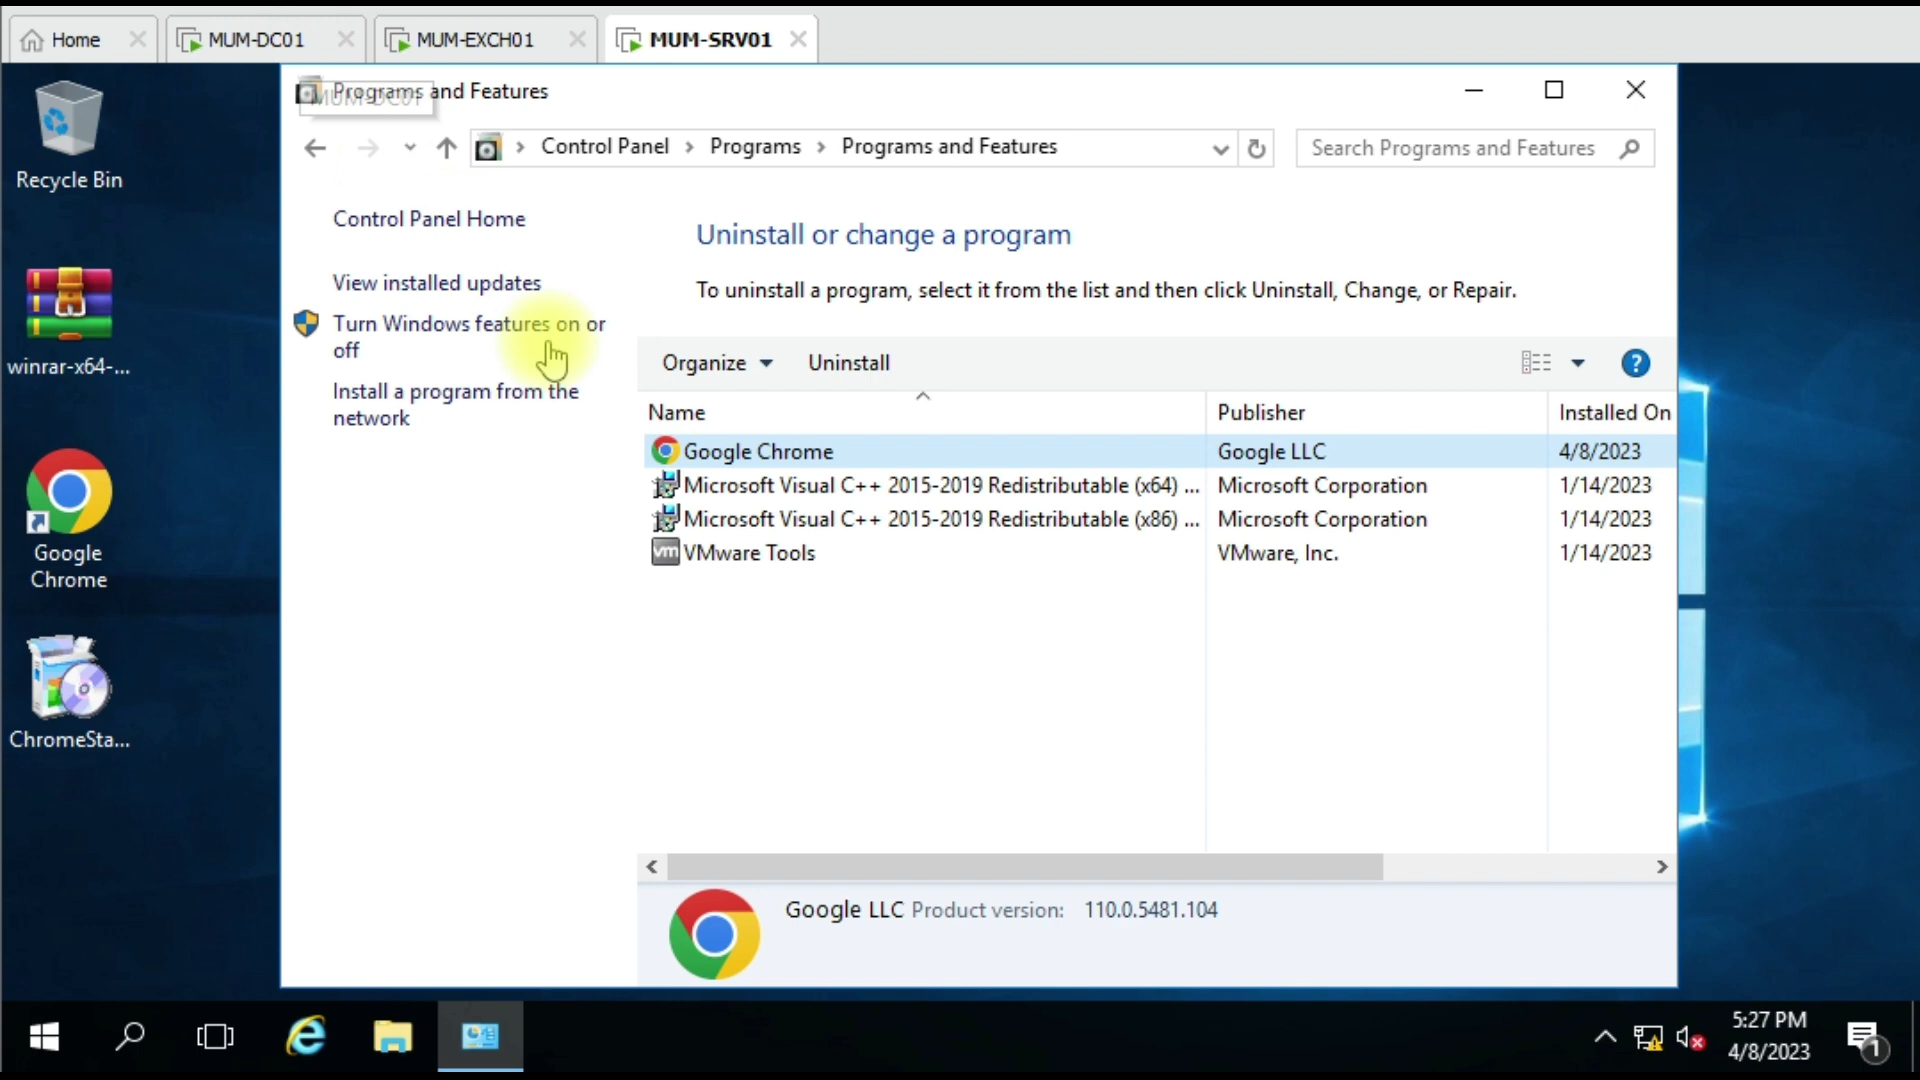 Home
MUM-DC01
MUM-EXCH01
MUM-SRV01
Programs and Features
MUM-DC01
Control Panel
Programs
Programs and Features
Search Programs and Features
Recycle Bin
Control Panel Home
View installed updates
Turn Windows features on or
off
Install a program from the
network
Uninstall or change a program
To uninstall a program, select it from the list and then click Uninstall, Change, or Repair.
Organize
Uninstall
?
Name
Publisher
Installed On
Google Chrome
Google LLC
4/8/2023
Microsoft Visual C++ 2015-2019 Redistributable (x64) ...
Microsoft Corporation
1/14/2023
Microsoft Visual C++ 2015-2019 Redistributable (x86) ...
Microsoft Corporation
1/14/2023
vm
VMware Tools
VMware, Inc.
1/14/2023
Google LLC Product version: 110.0.5481.104
winrar-x64-...
Google
Chrome
ChromeSta...
5:27 PM
4/8/2023
1